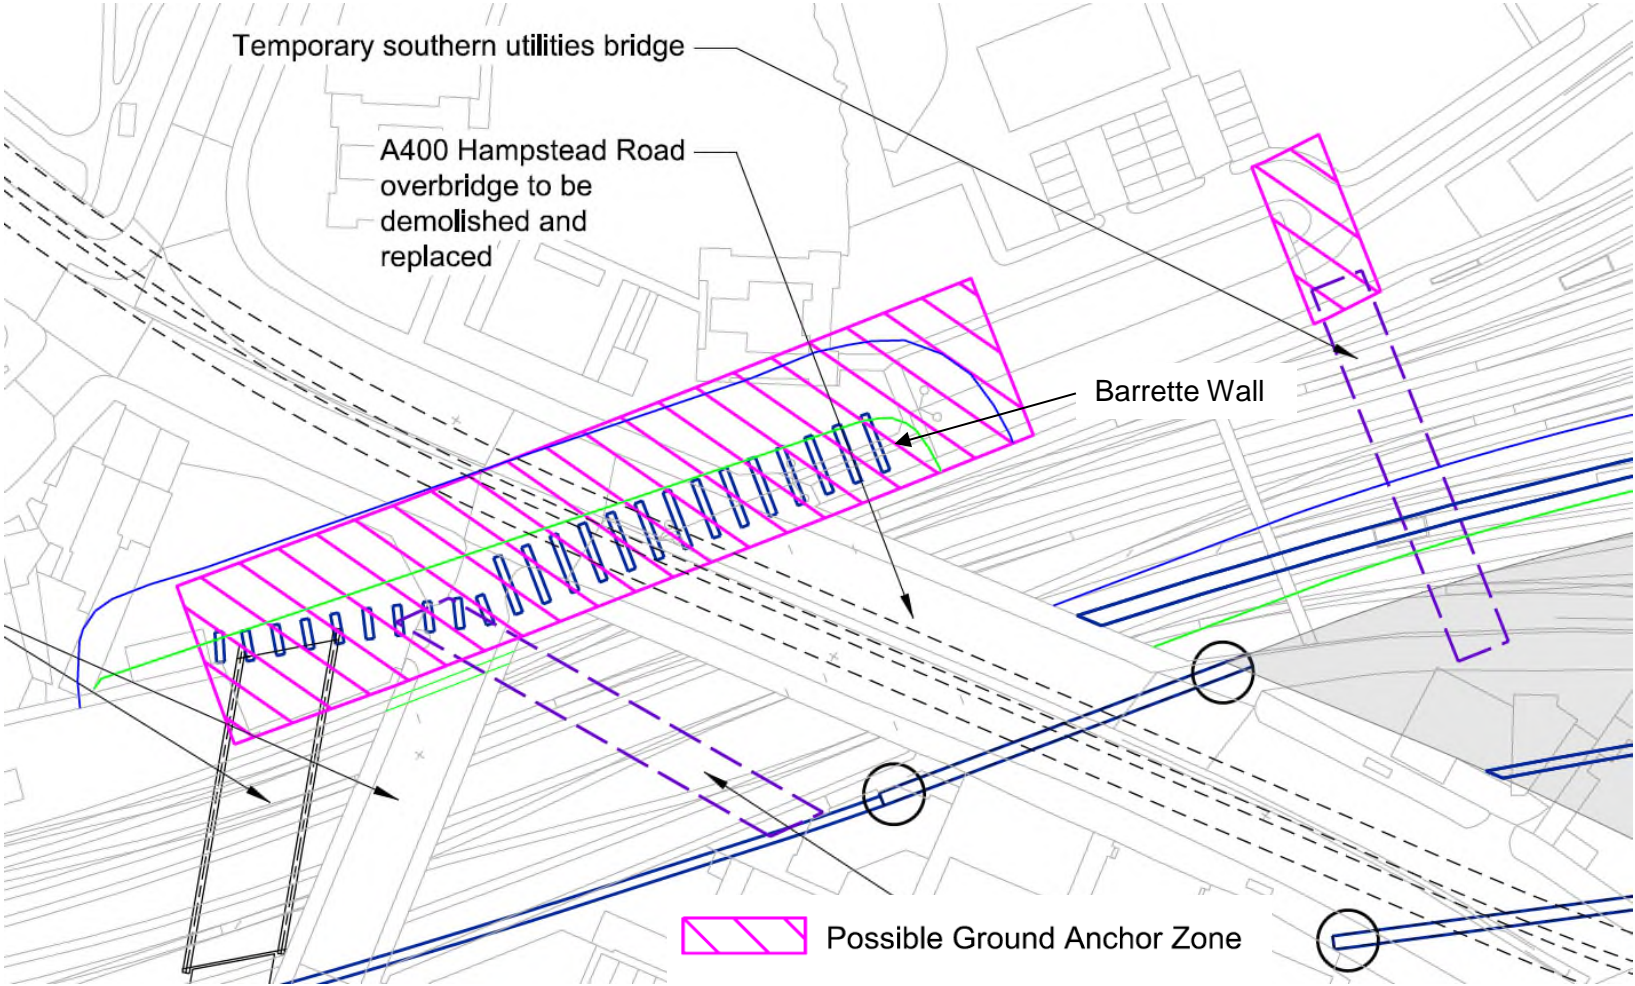 Temporary southern utilities bridge
A400 Hampstead Road
overbridge to be
demolished and
replaced
Barrette Wall
Possible Ground Anchor Zone